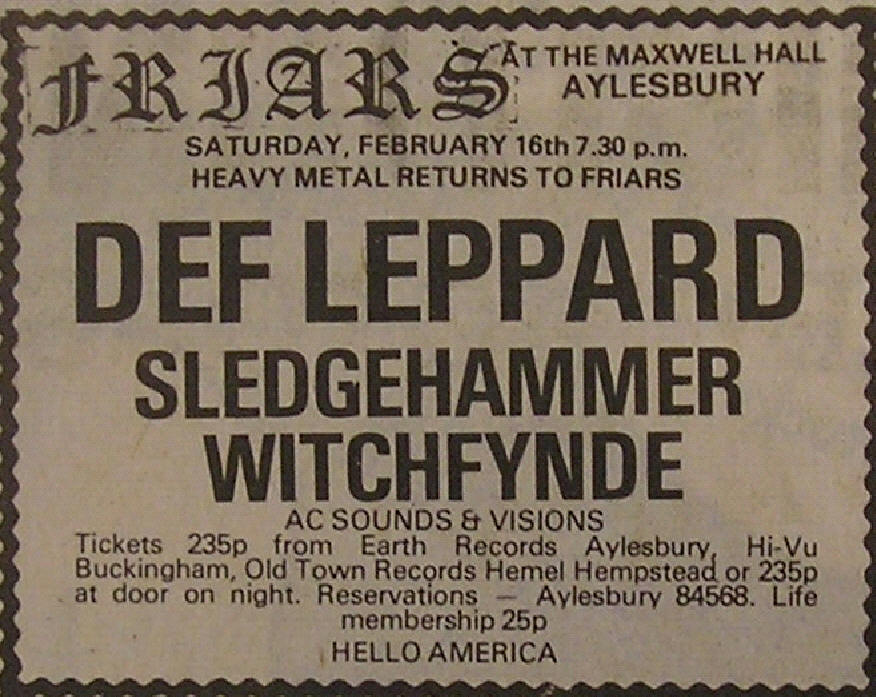 FRIARS AT THE MAXWELL HALL
AYLESBURY
SATURDAY, FEBRUARY 16th 7.30 p.m.
HEAVY METAL RETURNS TO FRIARS
DEF LEPPARD
SLEDGEHAMMER
WITCHFYNDE
AC SOUNDS & VISIONS
Tickets 235p from Earth Records Aylesbury, Hi-Vu
Buckingham, Old Town Records Hemel Hempstead or 235p
at door on night. Reservations — Aylesbury 84568. Life
membership 25p
HELLO AMERICA